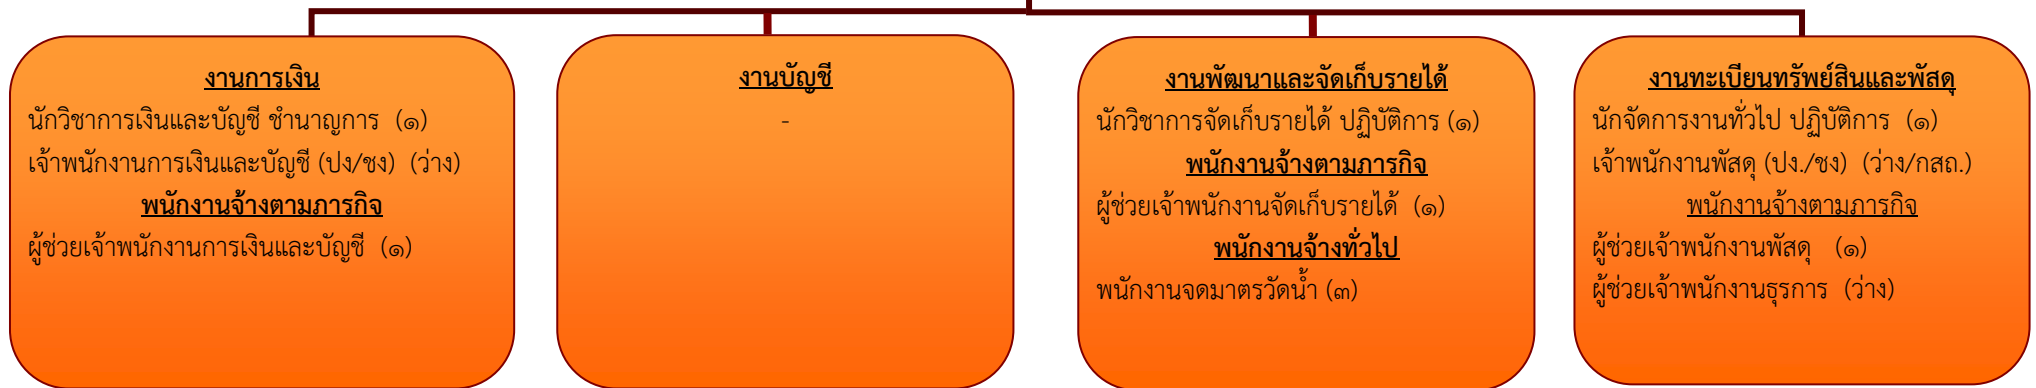 งานการเงิน
นักวิชาการเงินและบัญชี ชำนาญการ (๑)
เจ้าพนักงานการเงินและบัญชี (ปง/ชง) (ว่าง)
พนักงานจ้างตามภารกิจ
ผู้ช่วยเจ้าพนักงานการเงินและบัญชี (๑)
งานบัญชี
-
งานพัฒนาและจัดเก็บรายได้
นักวิชาการจัดเก็บรายได้ ปฏิบัติการ (๑)
พนักงานจ้างตามภารกิจ
ผู้ช่วยเจ้าพนักงานจัดเก็บรายได้ (๑)
พนักงานจ้างทั่วไป
พนักงานจดมาตรวัดน้ำ (๓)
งานทะเบียนทรัพย์สินและพัสดุ
นักจัดการงานทั่วไป ปฏิบัติการ (๑)
เจ้าพนักงานพัสดุ (ปง./ชง) (ว่าง/กสถ.)
พนักงานจ้างตามภารกิจ
ผู้ช่วยเจ้าพนักงานพัสดุ (๑)
ผู้ช่วยเจ้าพนักงานธุรการ (ว่าง)